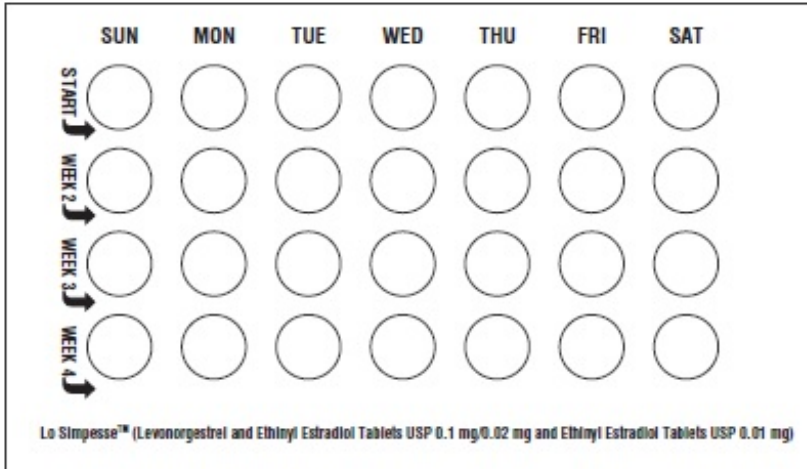 SUN MON TUE WED THU FRI SAT
START
WEEK 2
WEEK 3
WEEK 4
Lo Simpesse™ (Levonorgestrel and Ethinyl Estradiol Tablets USP 0.1 mg/0.02 mg and Ethinyl Estradiol Tablets USP 0.01 mg)